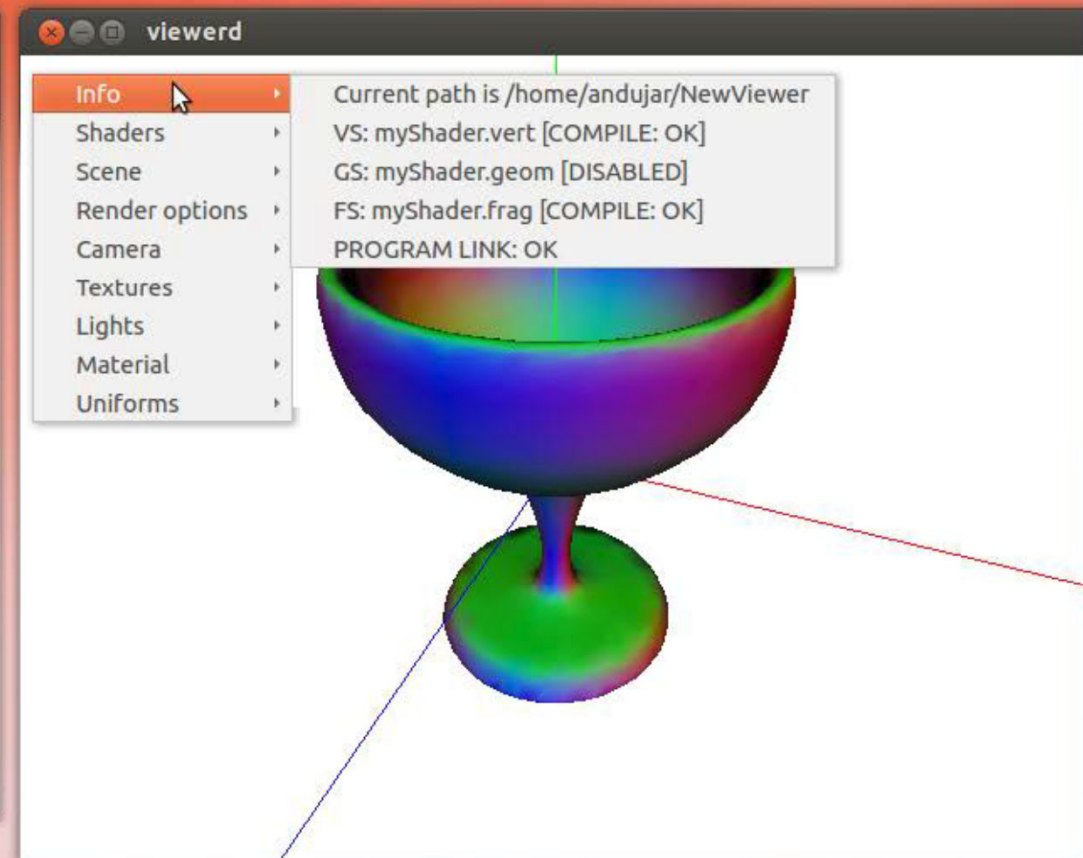 viewerd
Info
Shaders
Scene
Render options
Camera
Textures
Lights
Material
Uniforms
Current path is /home/andujar/NewViewer
VS: myShader.vert [COMPILE: OK]
GS: myShader.geom [DISABLED]
FS: myShader.frag [COMPILE: OK]
PROGRAM LINK: OK